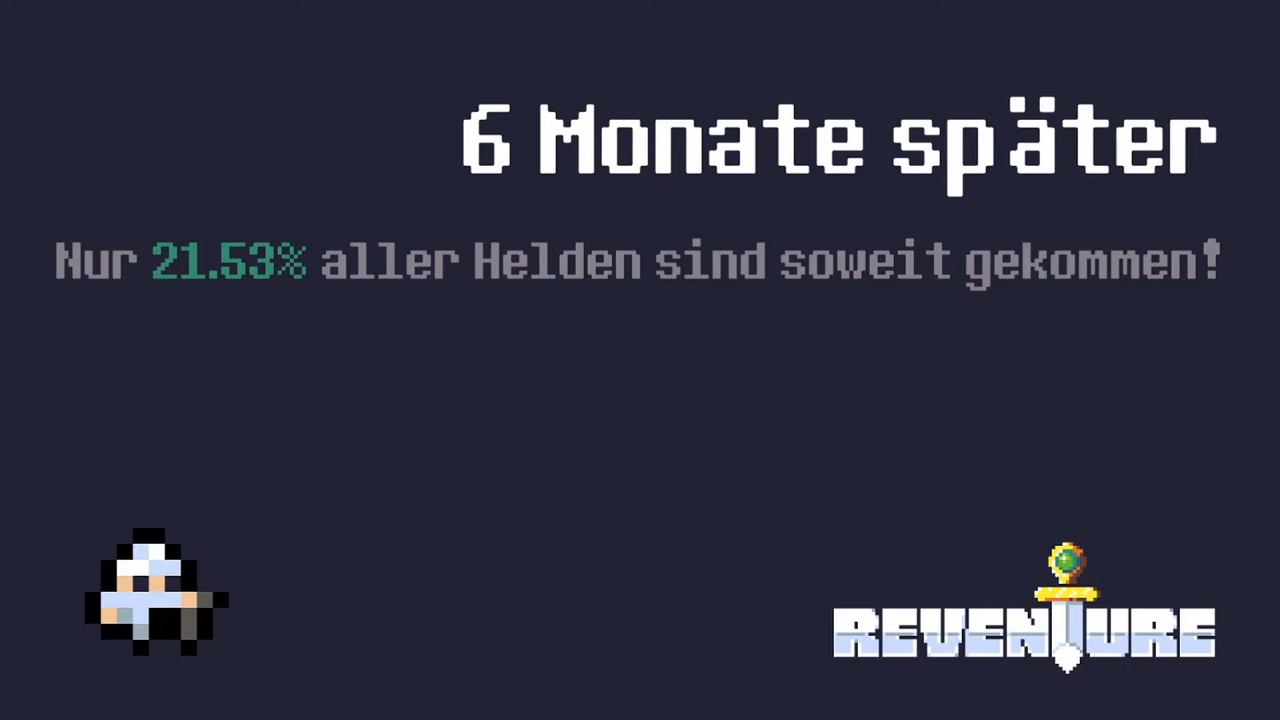 6 Monate später
Nur 21.53% aller Helden sind soweit gekommen!
REVENTURE